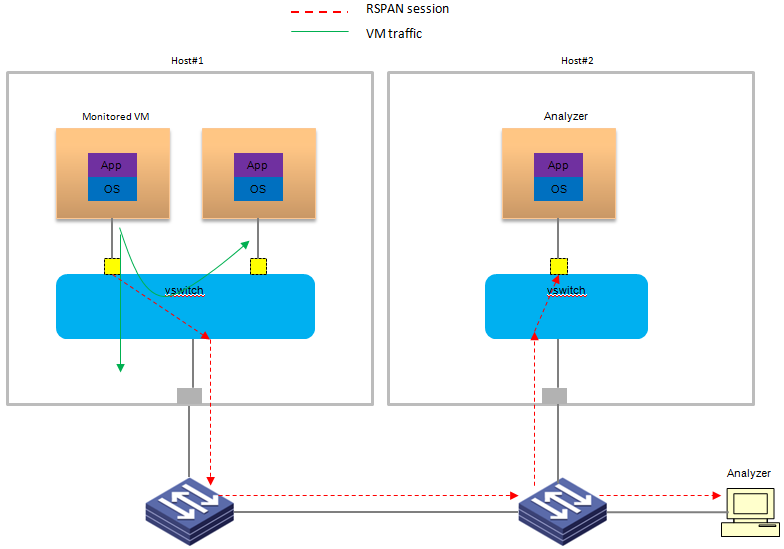 RSPAN session
VM traffic
Host#1
Host#2
Monitored VM
Analyzer
App
OS
App
OS
App
OS
vswitch
vswitch
Analyzer